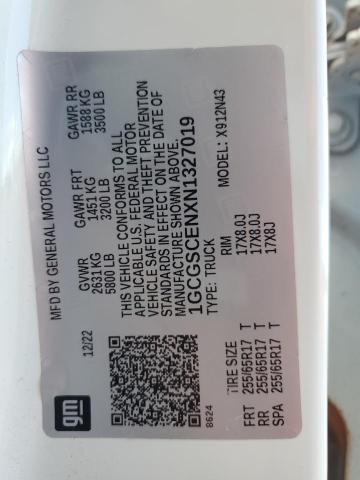 gm
MFD BY GENERAL MOTORS LLC
12/22
GVWR
2631 KG
5800 LB
GAWR FRT
1451 KG
3200 LB
GAWR RR
1588 KG
3500 LB
THIS VEHICLE CONFORMS TO ALL
APPLICABLE U.S. FEDERAL MOTOR
VEHICLE SAFETY AND THEFT PREVENTION
STANDARDS IN EFFECT ON THE DATE OF
MANUFACTURE SHOWN ABOVE.
1GCGSCENXN1327019
TYPE: TRUCK
MODEL: X912N43
8624
TIRE SIZE
RIM
FRT 255/65R17 T 17X8.0J
RR 255/65R17 T 17X8.0J
SPA 255/65R17 T 17X8J